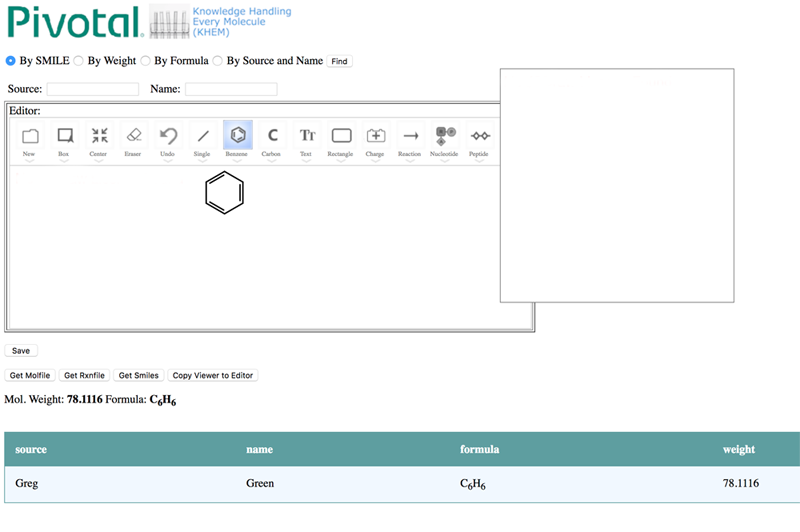 Pivotal.
Knowledge Handling
Every Molecule
(KHEM)
By SMILE By Weight By Formula By Source and Name Find
Source: Name:
Editor:
New Box Center Eraser Undo Single Benzene Carbon Text Rectangle Charge Reaction Nucleotide Peptide
C Tr
Save
Get Molfile Get Rxnfile Get Smiles Copy Viewer to Editor
Mol. Weight: 78.1116 Formula: C6H6
source name formula weight
Greg Green C6H6 78.1116